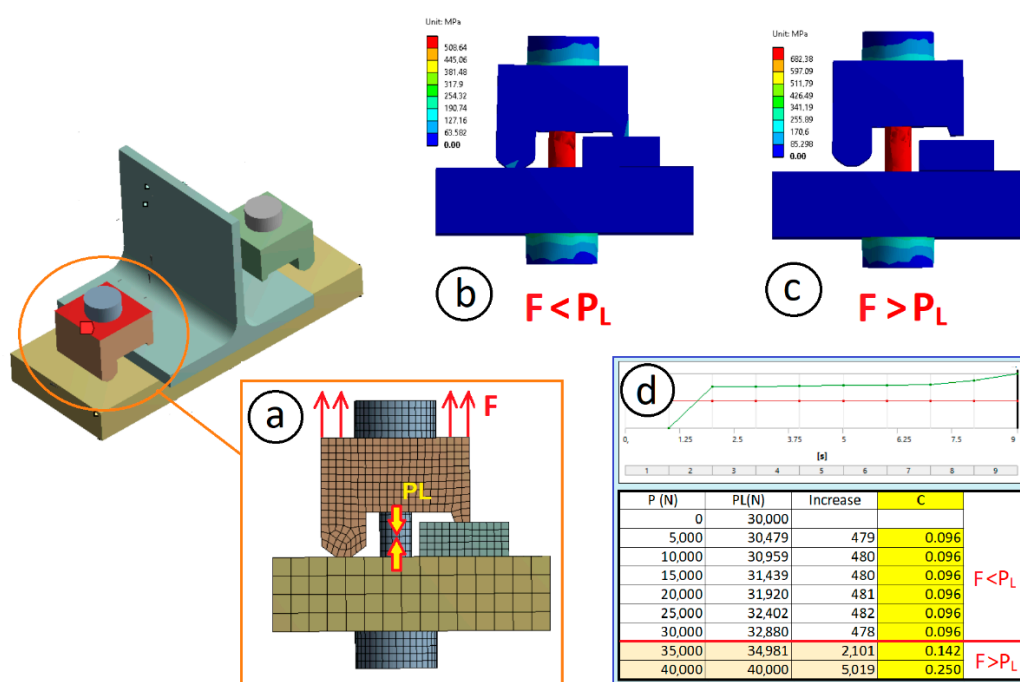 Unit: MPa
508.64
445.06
381.48
317.9
254.32
190.74
127.16
63.582
0.00
b
F < PL
Unit: MPa
682.38
597.09
511.79
426.49
341.19
255.89
170.6
85.298
0.00
c
F > PL
a
F
PL
d
0, 1.25 2.5 3.75 5 6.25 7.5 9
[s]
1 2 3 4 5 6 7 8 9
P (N) PL(N) Increase C
0 30,000
5,000 30,479 479 0.096
10,000 30,959 480 0.096
15,000 31,439 480 0.096
20,000 31,920 481 0.096
25,000 32,402 482 0.096
30,000 32,880 478 0.096
F<PL
35,000 34,981 2,101 0.142
40,000 40,000 5,019 0.250
F>PL